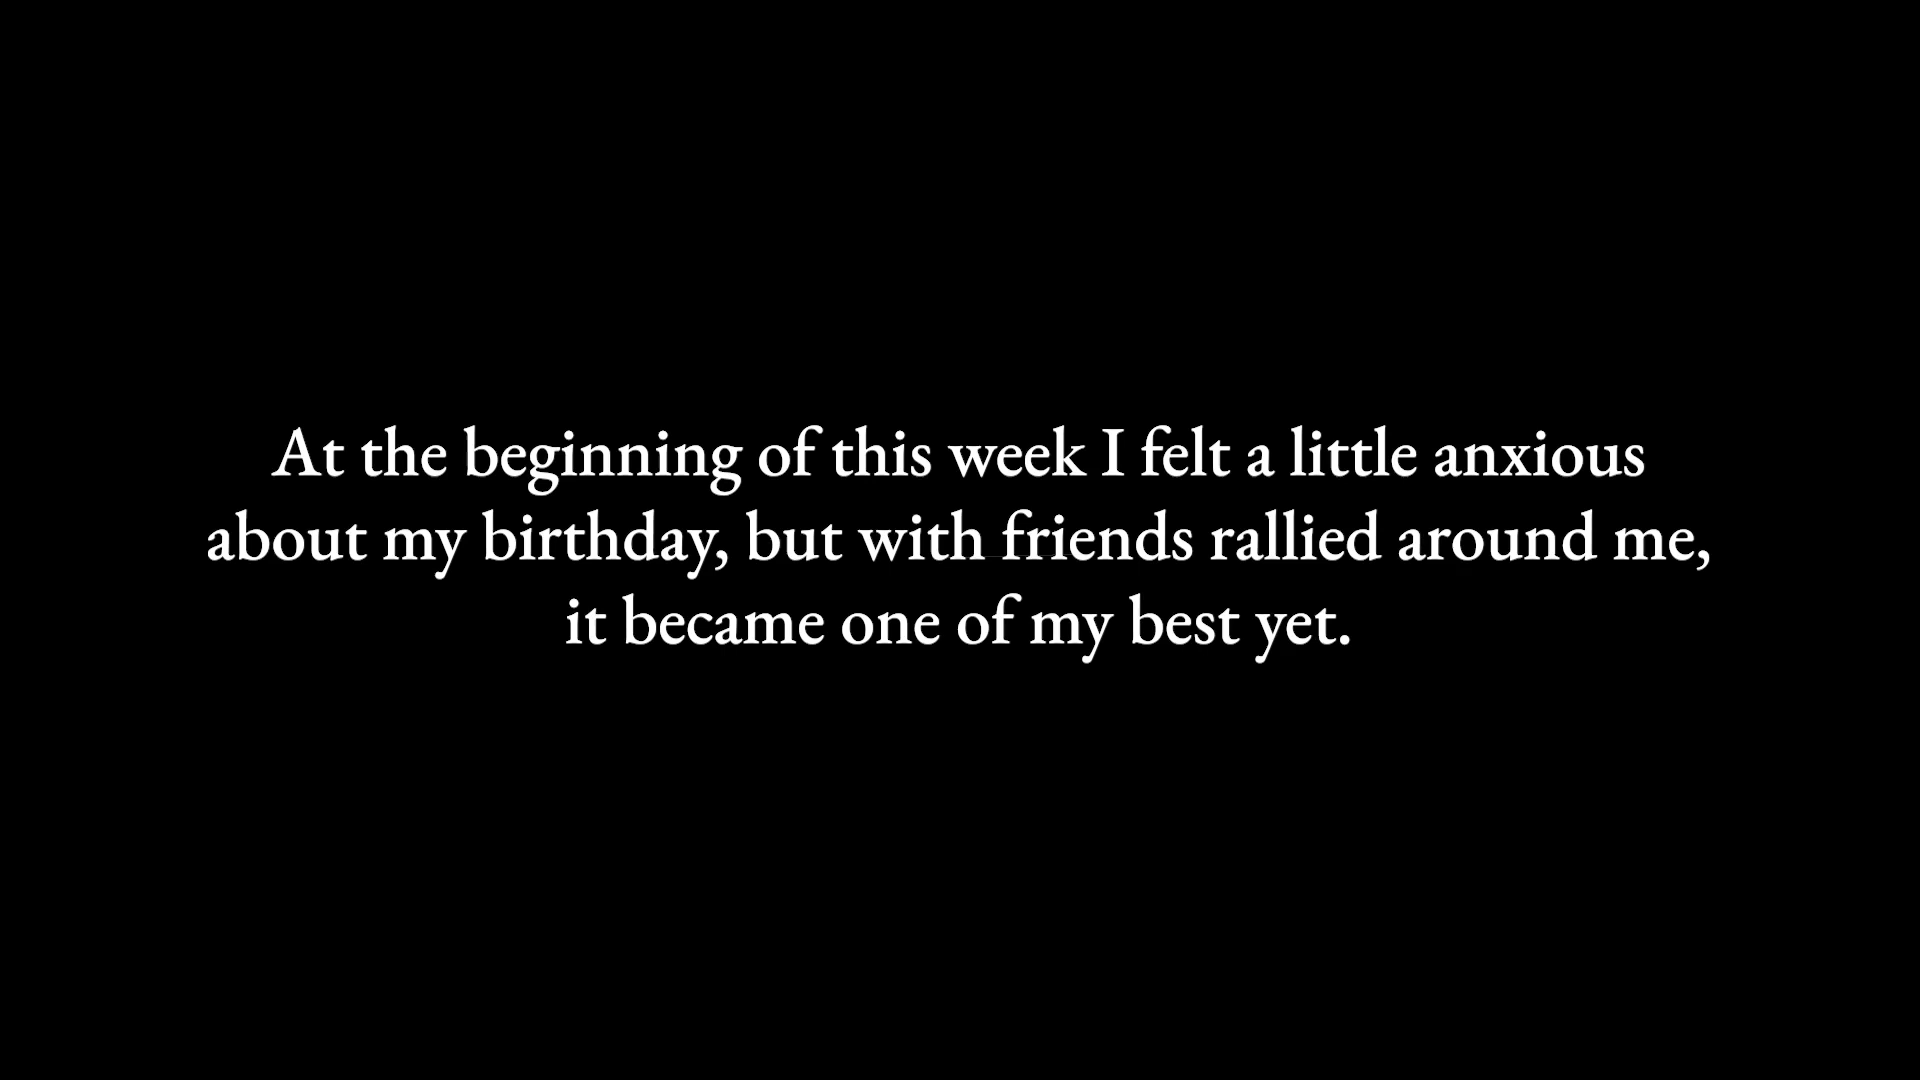 At the beginning of this week I felt a little anxious
about my birthday, but with friends rallied around me,
it became one of my best yet.